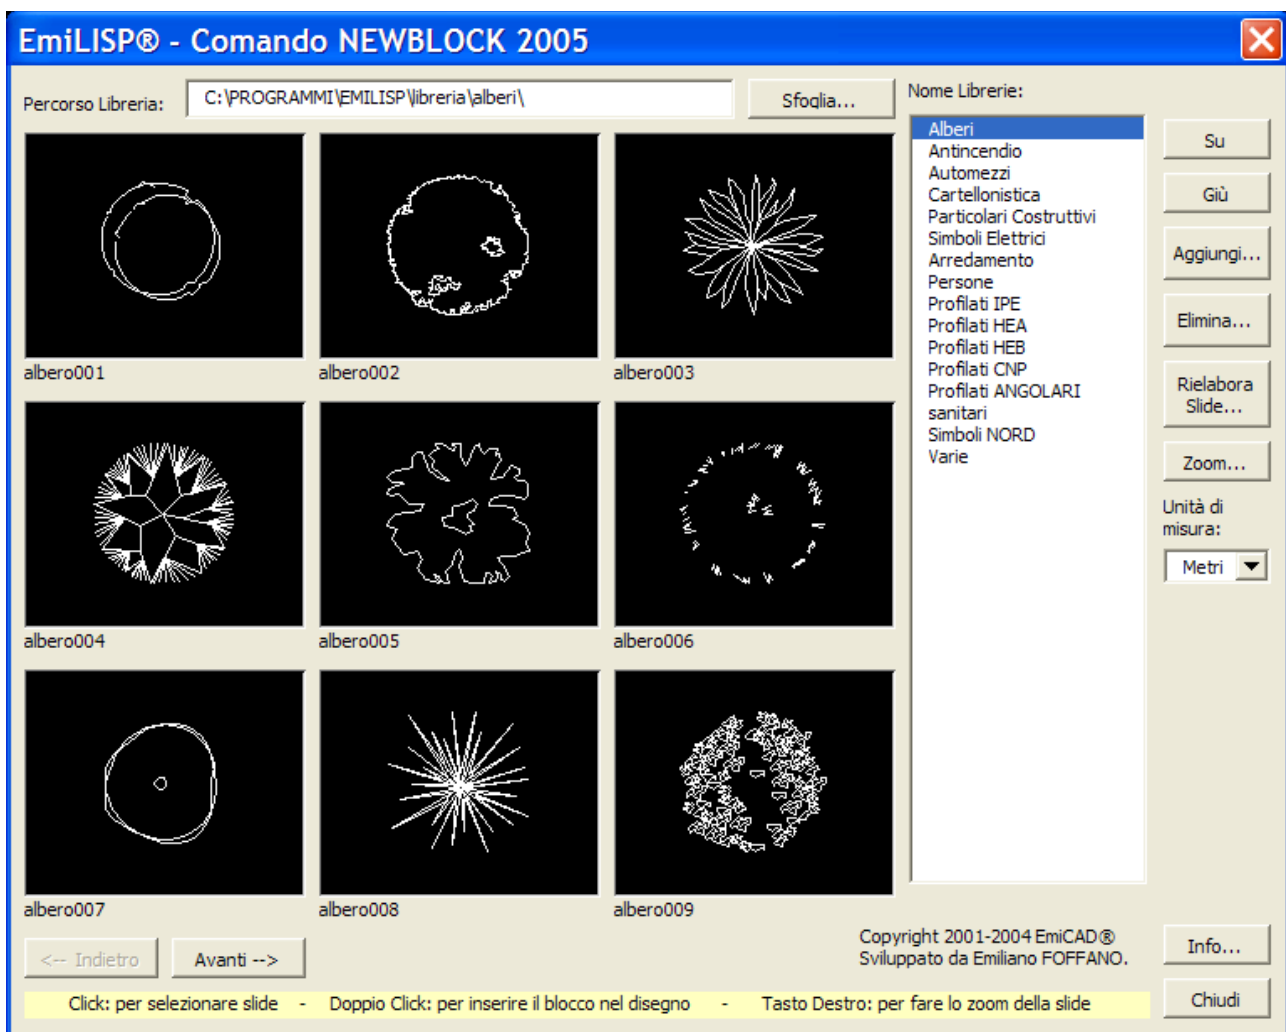 EmiLISP® - Comando NEWBLOCK 2005
Percorso Libreria:
C:\PROGRAMMI\EMILISP\libreria\alberi\
Sfoglia...
Nome Librerie:
albero001
albero002
albero003
albero004
albero005
albero006
albero007
albero008
albero009
Alberi
Antincendio
Automezzi
Cartellonistica
Particolari Costruttivi
Simboli Elettrici
Arredamento
Persone
Profilati IPE
Profilati HEA
Profilati HEB
Profilati CNP
Profilati ANGOLARI
sanitari
Simboli NORD
Varie
Su
Giù
Aggiungi...
Elimina...
Rielabora
Slide...
Zoom...
Unità di
misura:
Metri
<-- Indietro
Avanti -->
Copyright 2001-2004 EmiCAD®
Sviluppato da Emiliano FOFFANO.
Info...
Click: per selezionare slide - Doppio Click: per inserire il blocco nel disegno - Tasto Destro: per fare lo zoom della slide
Chiudi